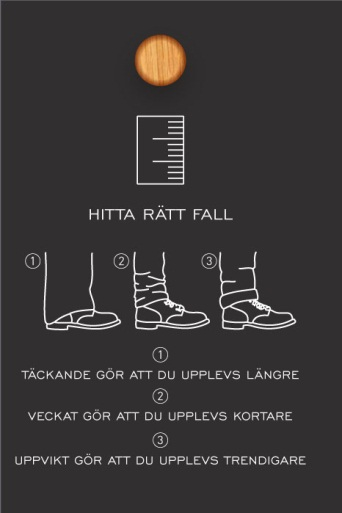 HITTA RÄTT FALL
1 2 3
1
TÄCKANDE GÖR ATT DU UPPLEVS LÄNGRE
2
VECKAT GÖR ATT DU UPPLEVS KORTARE
3
UPPVIKT GÖR ATT DU UPPLEVS TRENDIGARE